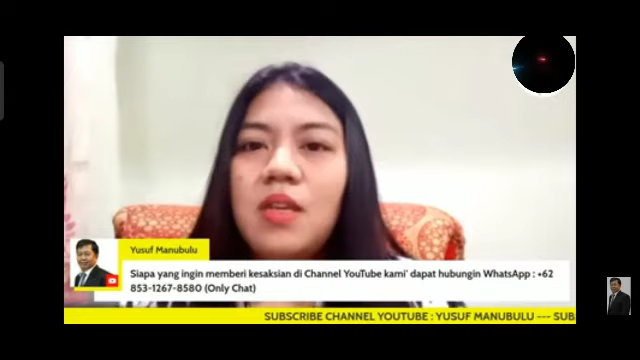 Yusuf Manubulu
Siapa yang ingin memberi kesaksian di Channel YouTube kami' dapat hubungin WhatsApp : +62
853-1267-8580 (Only Chat)
SUBSCRIBE CHANNEL YOUTUBE : YUSUF MANUBULU --- SUB